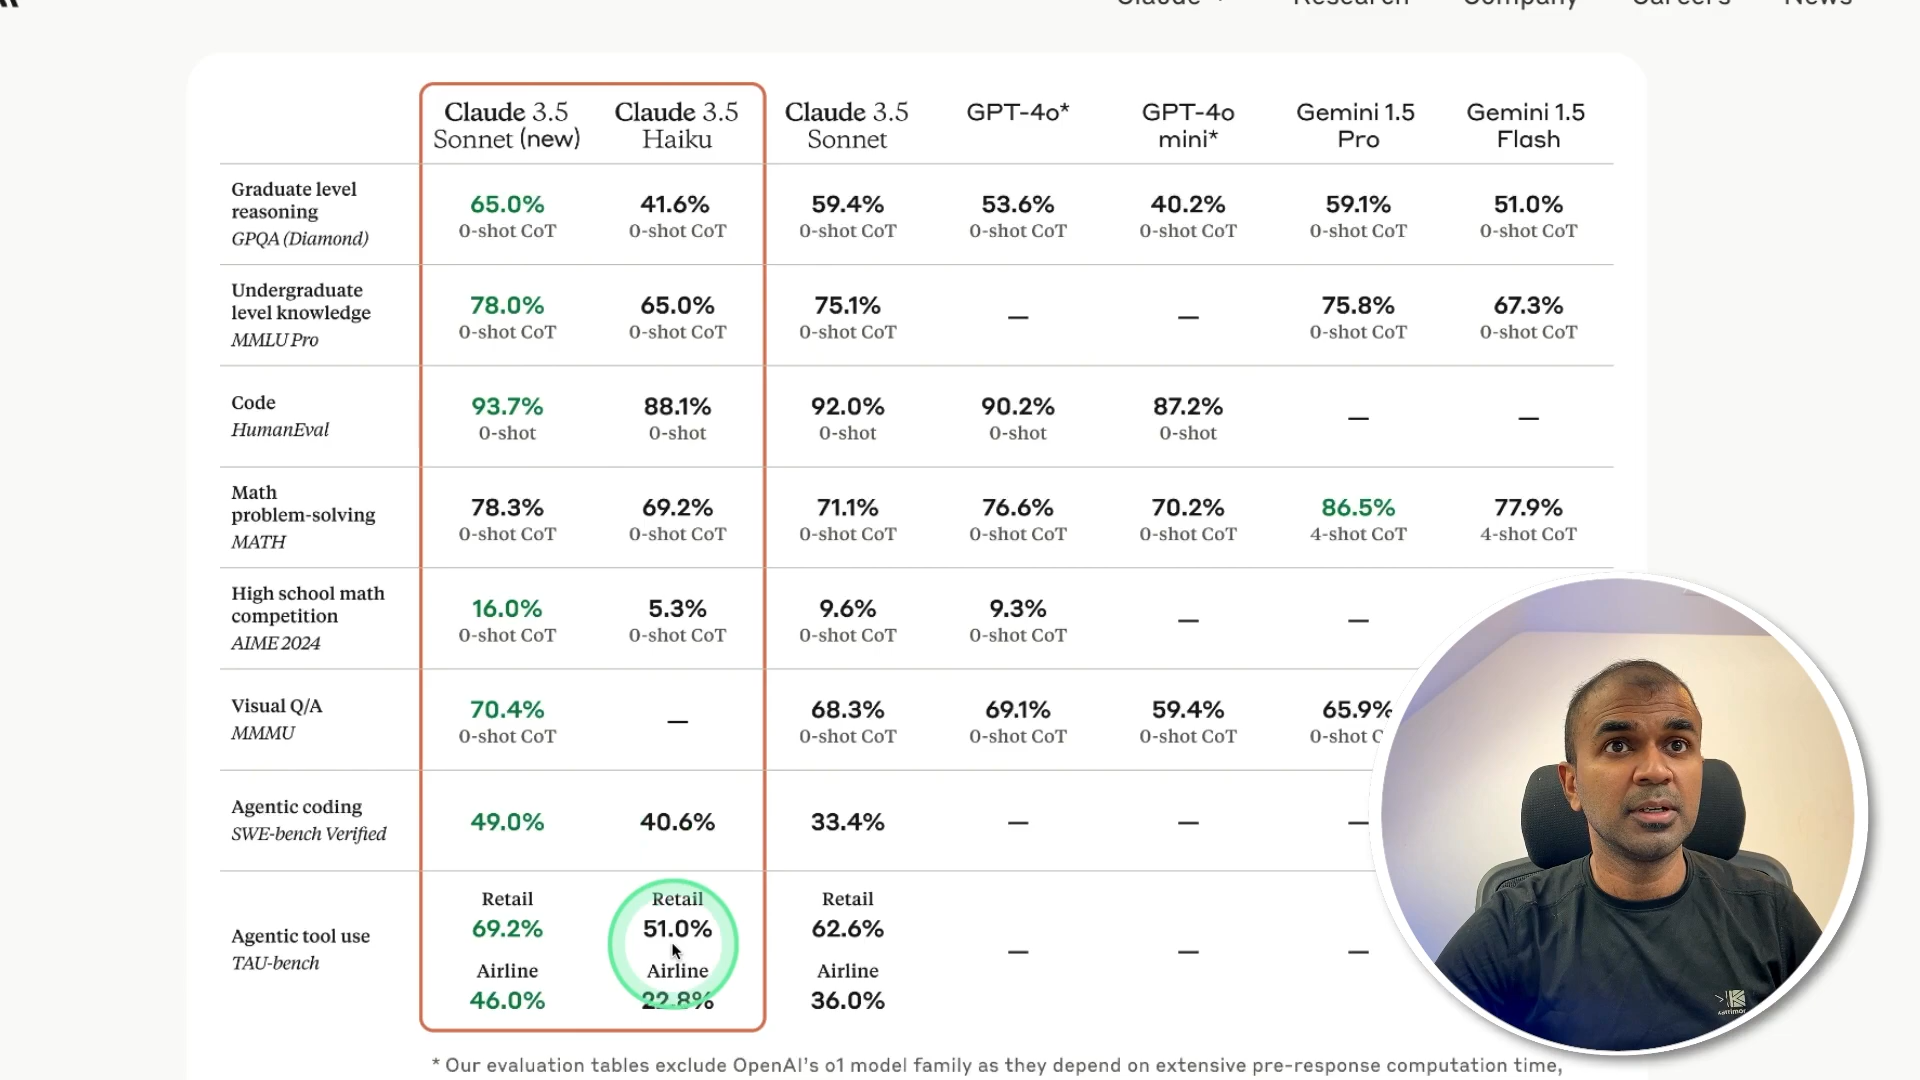 Claude Research Company Careers News
Claude 3.5 Sonnet (new) Claude 3.5 Haiku Claude 3.5 Sonnet GPT-4o* GPT-4o mini* Gemini 1.5 Pro Gemini 1.5 Flash
Graduate level reasoning GPQA (Diamond) 65.0% 0-shot CoT 41.6% 0-shot CoT 59.4% 0-shot CoT 53.6% 0-shot CoT 40.2% 0-shot CoT 59.1% 0-shot CoT 51.0% 0-shot CoT
Undergraduate level knowledge MMLU Pro 78.0% 0-shot CoT 65.0% 0-shot CoT 75.1% 0-shot CoT — — 75.8% 0-shot CoT 67.3% 0-shot CoT
Code HumanEval 93.7% 0-shot 88.1% 0-shot 92.0% 0-shot 90.2% 0-shot 87.2% 0-shot — —
Math problem-solving MATH 78.3% 0-shot CoT 69.2% 0-shot CoT 71.1% 0-shot CoT 76.6% 0-shot CoT 70.2% 0-shot CoT 86.5% 4-shot CoT 77.9% 4-shot CoT
High school math competition AIME 2024 16.0% 0-shot CoT 5.3% 0-shot CoT 9.6% 0-shot CoT 9.3% 0-shot CoT — —
Visual Q/A MMMU 70.4% 0-shot CoT — 68.3% 0-shot CoT 69.1% 0-shot CoT 59.4% 0-shot CoT 65.9% 0-shot C
Agentic coding SWE-bench Verified 49.0% 40.6% 33.4% — — —
Agentic tool use TAU-bench Retail 69.2% Airline 46.0% Retail 51.0% Airline 22.8% Retail 62.6% Airline 36.0% — — —
* Our evaluation tables exclude OpenAI's o1 model family as they depend on extensive pre-response computation time,